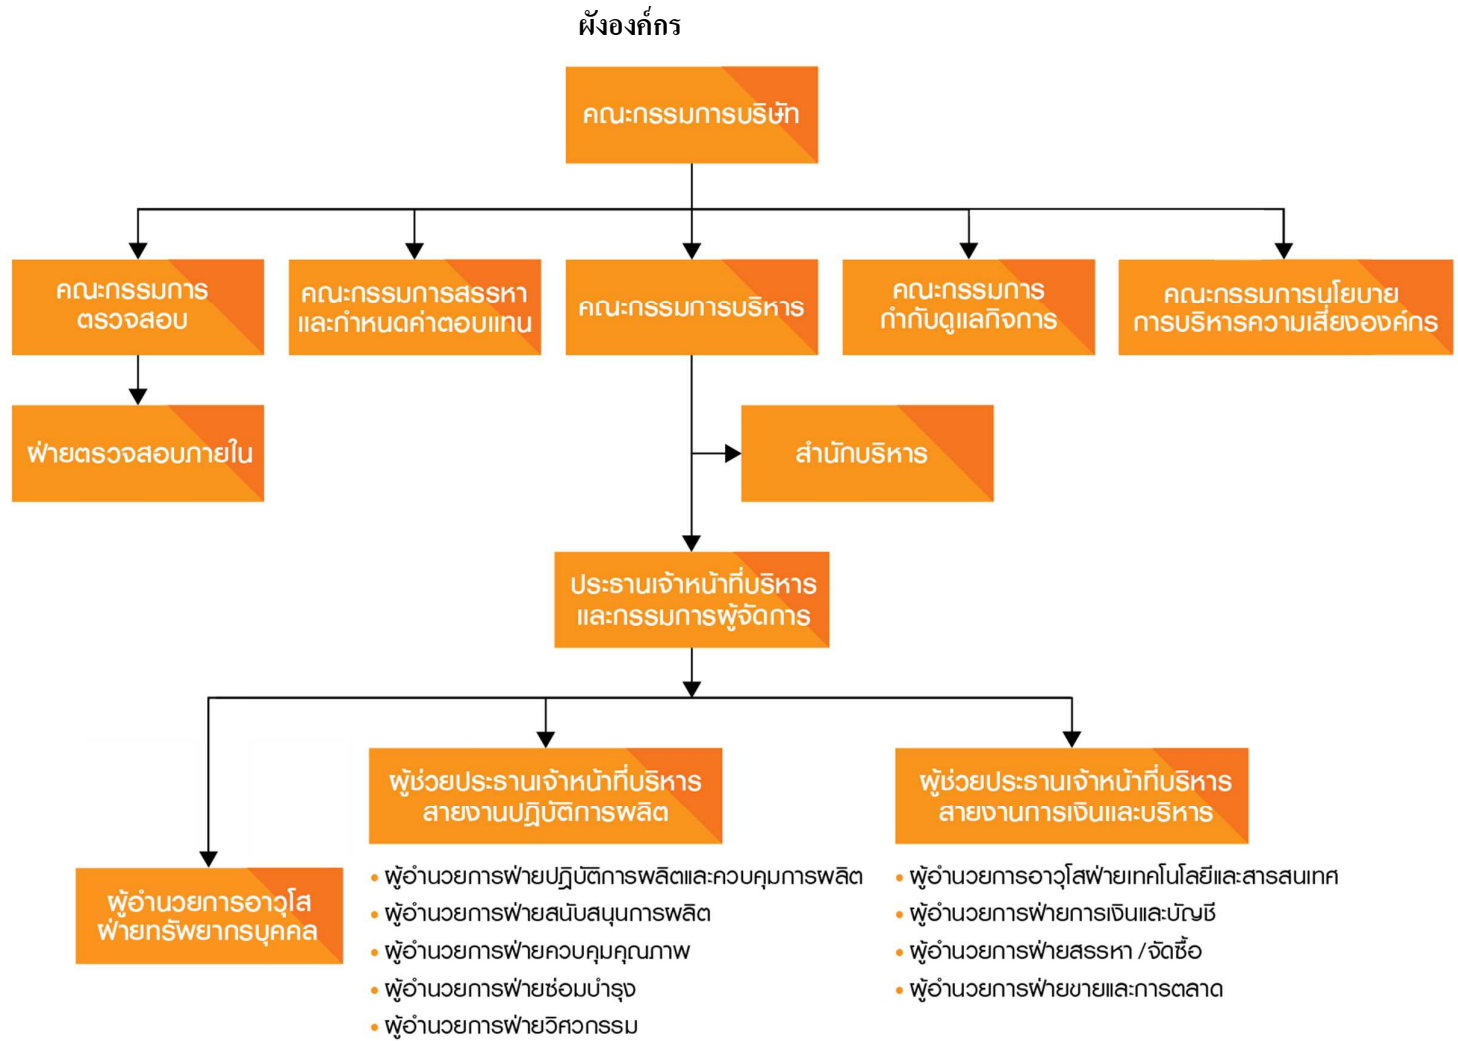 ผังองค์กร
คณะกรรมการบริษัท
คณะกรรมการ
ตรวจสอบ
คณะกรรมการสรรหา
และกำหนดค่าตอบแทน
คณะกรรมการบริหาร
คณะกรรมการ
กำกับดูแลกิจการ
คณะกรรมการนโยบาย
การบริหารความเสี่ยงองค์กร
ฝ่ายตรวจสอบภายใน
สำนักบริหาร
ประธานเจ้าหน้าที่บริหาร
และกรรมการผู้จัดการ
ผู้อำนวยการอาวุโส
ฝ่ายทรัพยากรบุคคล
ผู้ช่วยประธานเจ้าหน้าที่บริหาร
สายงานปฏิบัติการผลิต
• ผู้อำนวยการฝ่ายปฏิบัติการผลิตและควบคุมการผลิต
• ผู้อำนวยการฝ่ายสนับสนุนการผลิต
• ผู้อำนวยการฝ่ายควบคุมคุณภาพ
• ผู้อำนวยการฝ่ายซ่อมบำรุง
• ผู้อำนวยการฝ่ายวิศวกรรม
ผู้ช่วยประธานเจ้าหน้าที่บริหาร
สายงานการเงินและบริหาร
• ผู้อำนวยการอาวุโสฝ่ายเทคโนโลยีและสารสนเทศ
• ผู้อำนวยการฝ่ายการเงินและบัญชี
• ผู้อำนวยการฝ่ายสรรหา /จัดซื้อ
• ผู้อำนวยการฝ่ายขายและการตลาด